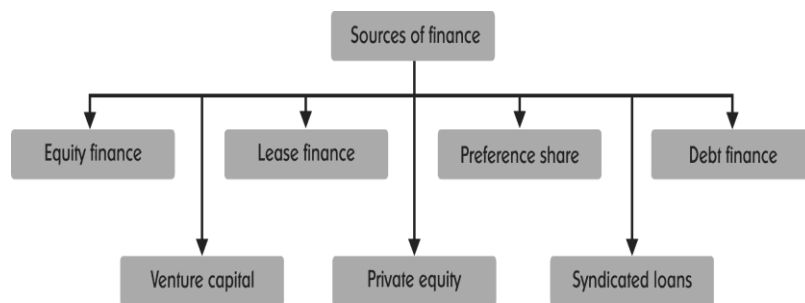 Sources of finance
Equity finance
Lease finance
Preference share
Debt finance
Venture capital
Private equity
Syndicated loans